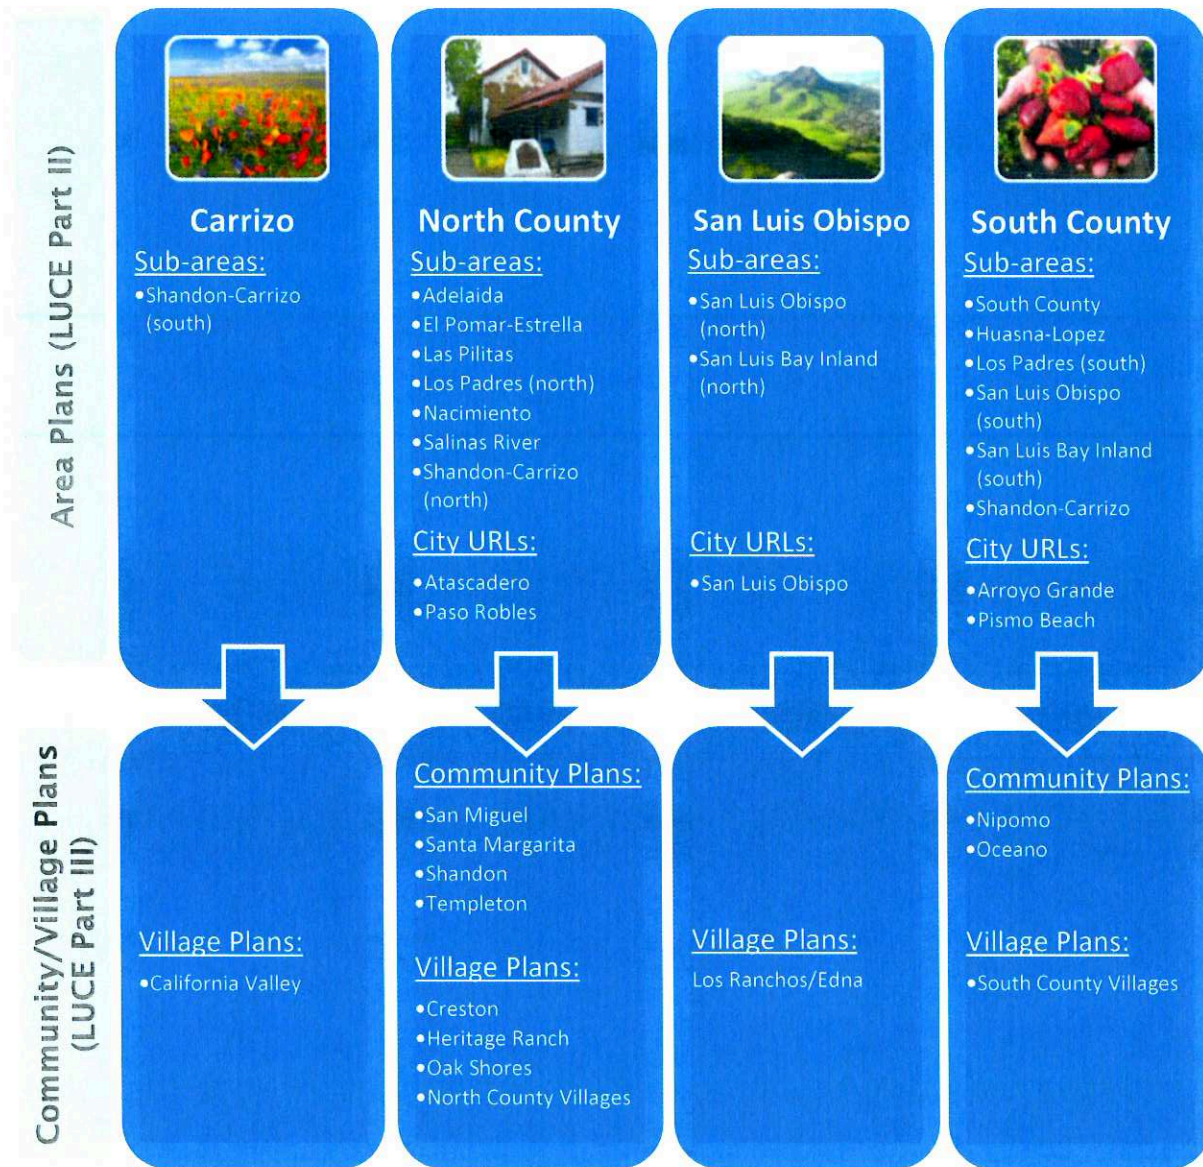 Area Plans (LUCE Part II)
Carrizo
Sub-areas:
•Shandon-Carrizo
(south)
North County
Sub-areas:
•Adelaida
•El Pomar-Estrella
•Las Pilitas
•Los Padres (north)
•Nacimiento
•Salinas River
•Shandon-Carrizo
(north)
City URLs:
•Atascadero
•Paso Robles
San Luis Obispo
Sub-areas:
•San Luis Obispo
(north)
•San Luis Bay Inland
(north)
City URLs:
•San Luis Obispo
South County
Sub-areas:
•South County
•Huasna-Lopez
•Los Padres (south)
•San Luis Obispo
(south)
•San Luis Bay Inland
(south)
•Shandon-Carrizo
City URLs:
•Arroyo Grande
•Pismo Beach
Community/Village Plans
(LUCE Part III)
Village Plans:
•California Valley
Community Plans:
•San Miguel
•Santa Margarita
•Shandon
•Templeton
Village Plans:
•Creston
•Heritage Ranch
•Oak Shores
•North County Villages
Village Plans:
Los Ranchos/Edna
Community Plans:
•Nipomo
•Oceano
Village Plans:
•South County Villages